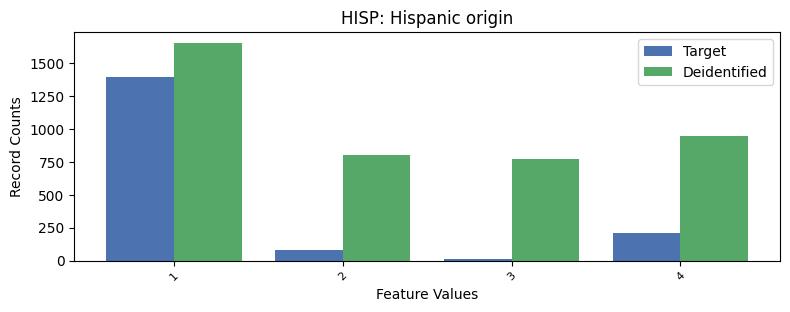 HISP: Hispanic origin
Target
Deidentified
Record Counts
1500
1250
1000
750
500
250
0
1 2 3 4
Feature Values